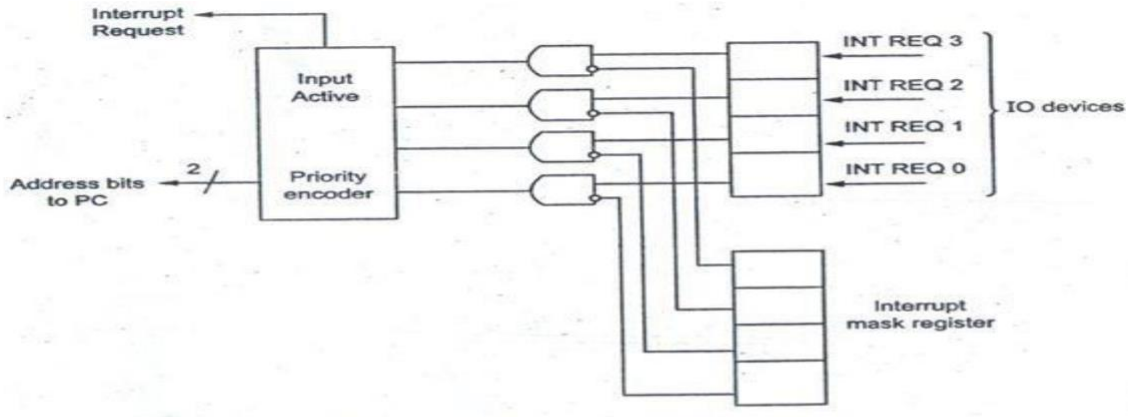 Interrupt
Request
Input
Active
Priority
encoder
2
Address bits
to PC
INT REQ 3
INT REQ 2
INT REQ 1
INT REQ 0
IO devices
Interrupt
mask register